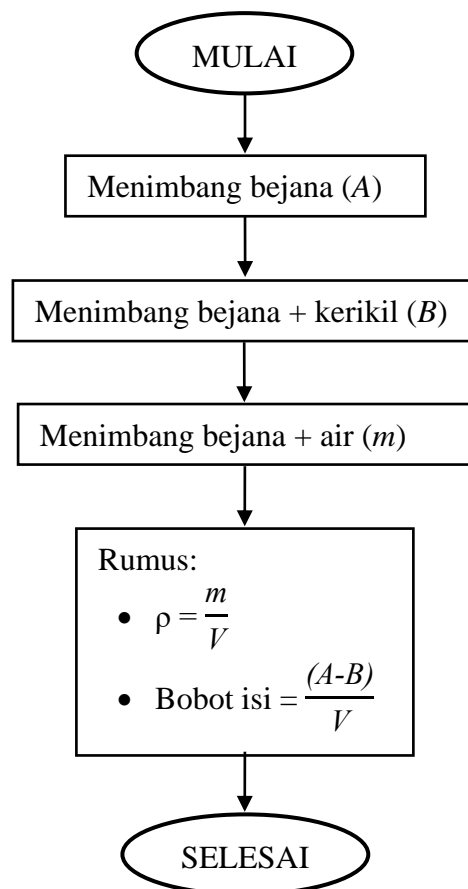 MULAI
Menimbang bejana (A)
Menimbang bejana + kerikil (B)
Menimbang bejana + air (m)
Rumus:
• ρ = m/V
• Bobot isi = (A-B)/V
SELESAI